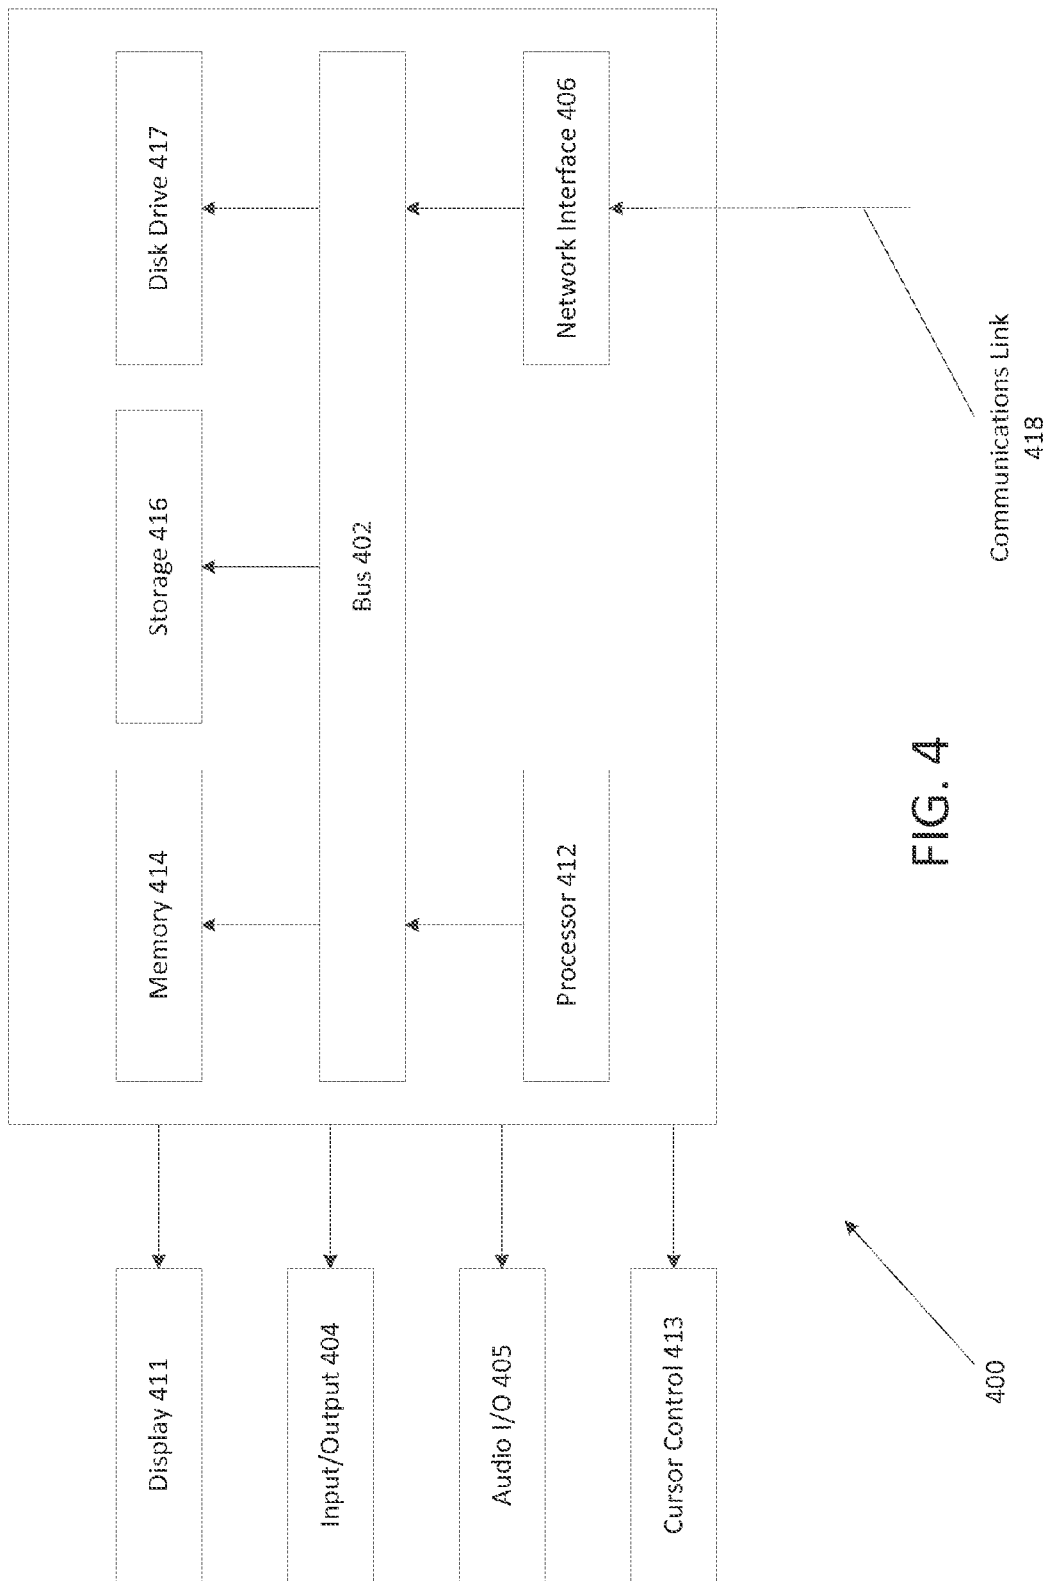 Display 411
Input/Output 404
Audio I/O 405
Cursor Control 413
Memory 414
Storage 416
Disk Drive 417
Bus 402
Processor 412
Network Interface 406
Communications Link
418
400
FIG. 4